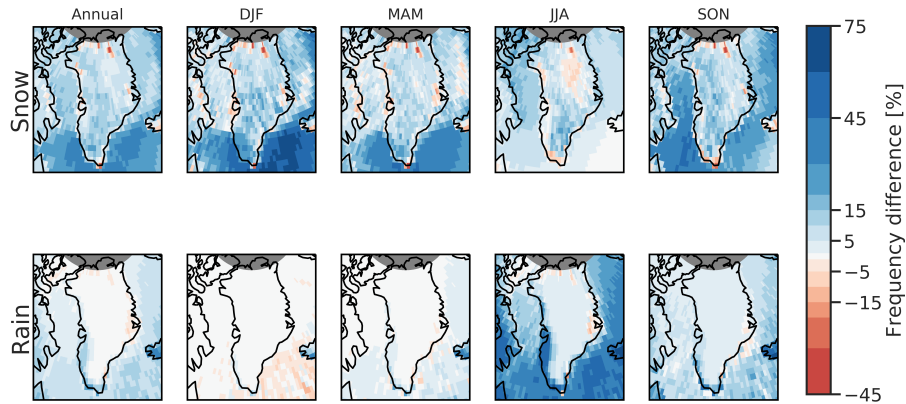 Annual DJF MAM JJA SON
Snow
Rain
75
45
15
5
−5
−15
−45
Frequency difference [%]